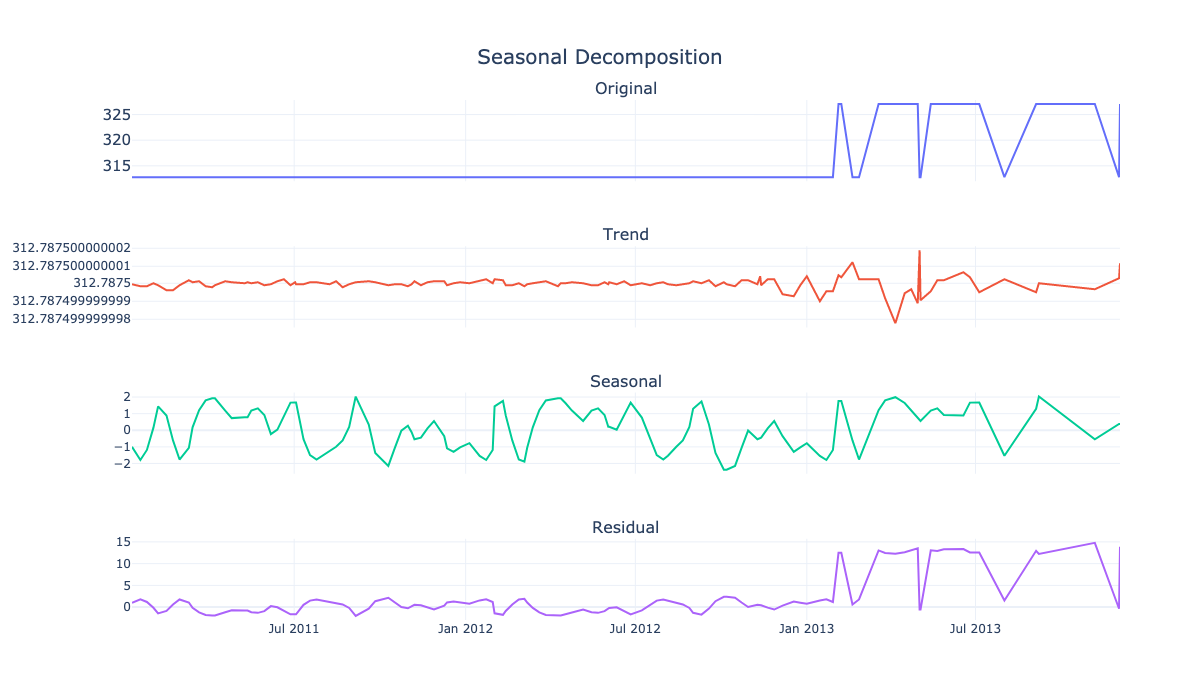 Seasonal Decomposition
Original
325
320
315
Trend
312.787500000002
312.787500000001
312.7875
312.787499999999
312.787499999998
Seasonal
2
1
0
−1
−2
Residual
15
10
5
0
Jul 2011 Jan 2012 Jul 2012 Jan 2013 Jul 2013